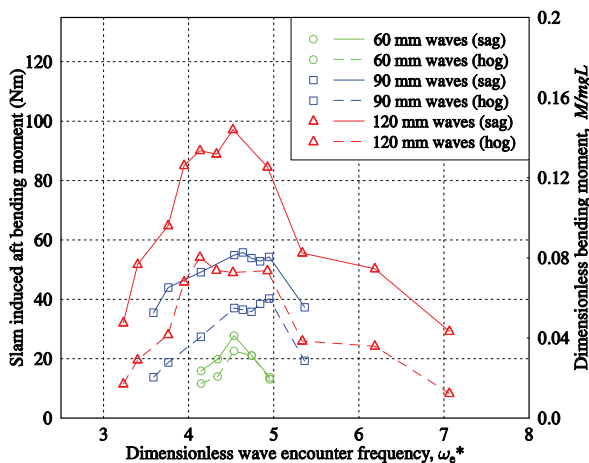 Slam induced aft bending moment (Nm)
120
100
80
60
40
20
0
60 mm waves (sag)
60 mm waves (hog)
90 mm waves (sag)
90 mm waves (hog)
120 mm waves (sag)
120 mm waves (hog)
0.2
0.16
0.12
0.08
0.04
0.0
Dimensionless bending moment, M/mgL
3 4 5 6 7 8
Dimensionless wave encounter frequency, ωe*